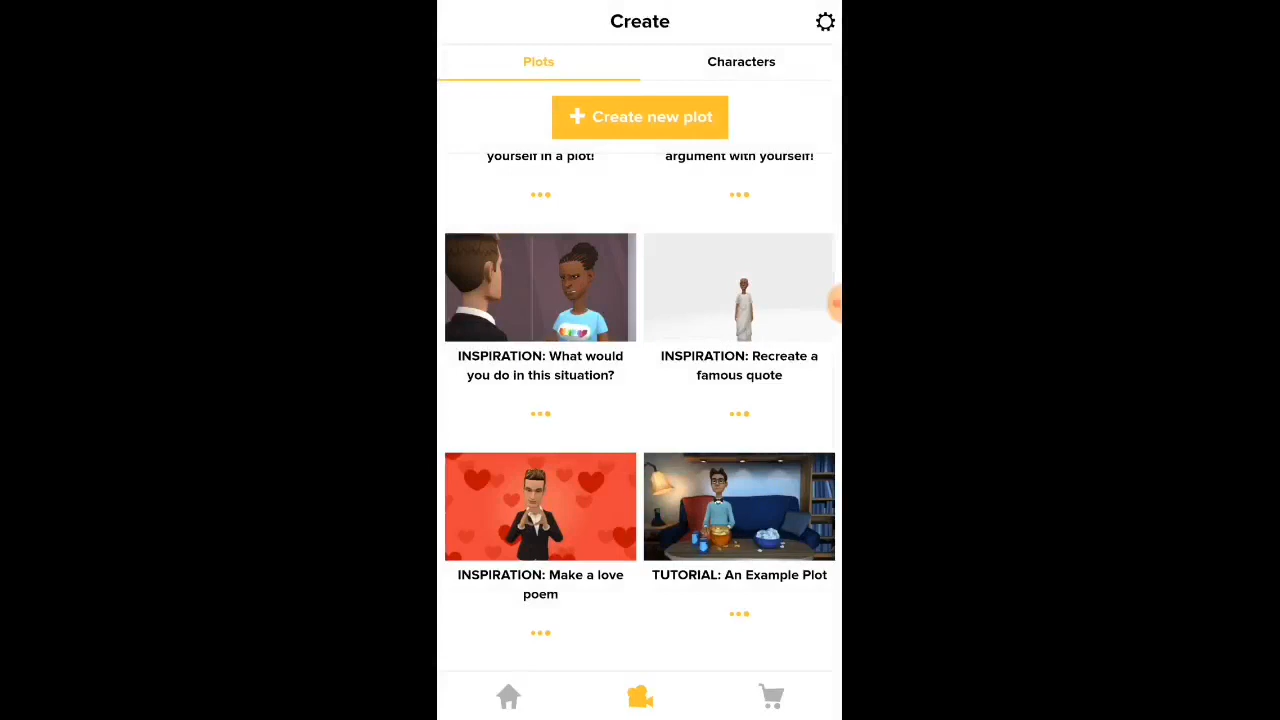 Create
Plots
Characters
Create new plot
yourself in a plot!
argument with yourself!
INSPIRATION: What would
you do in this situation?
INSPIRATION: Recreate a
famous quote
INSPIRATION: Make a love
poem
TUTORIAL: An Example Plot